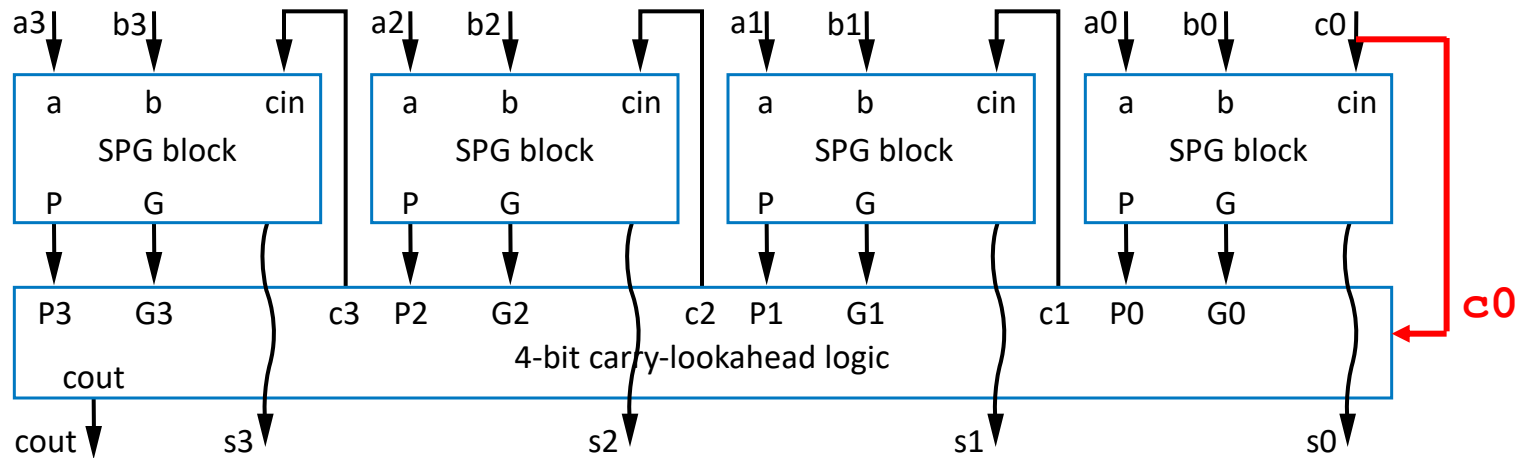 a3 b3 a2 b2 a1 b1 a0 b0 c0
a b cin a b cin a b cin a b cin
SPG block SPG block SPG block SPG block
P G P G P G P G
P3 G3 c3 P2 G2 c2 P1 G1 c1 P0 G0 c0
4-bit carry-lookahead logic
cout
cout s3 s2 s1 s0